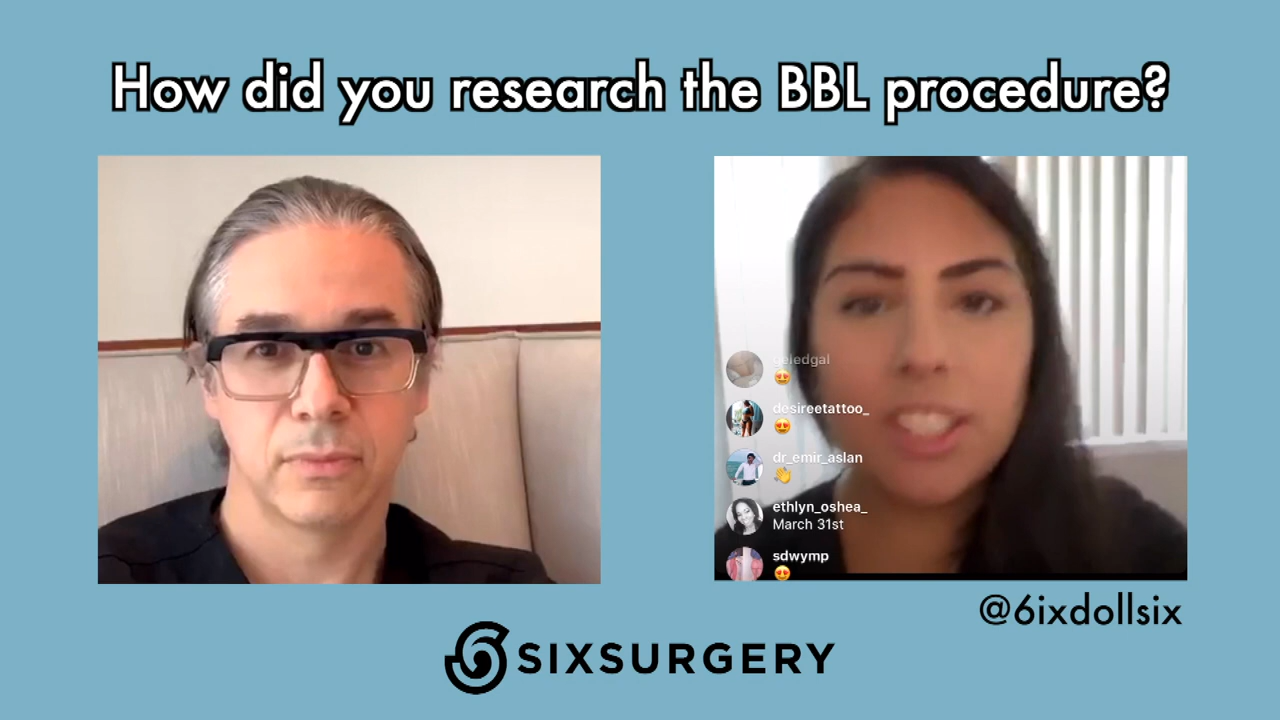 How did you research the BBL procedure?
desireetattoo_
dr_emir_aslan
ethlyn_oshea_
March 31st
sdwymp
@6ixdollsix
SIXSURGERY